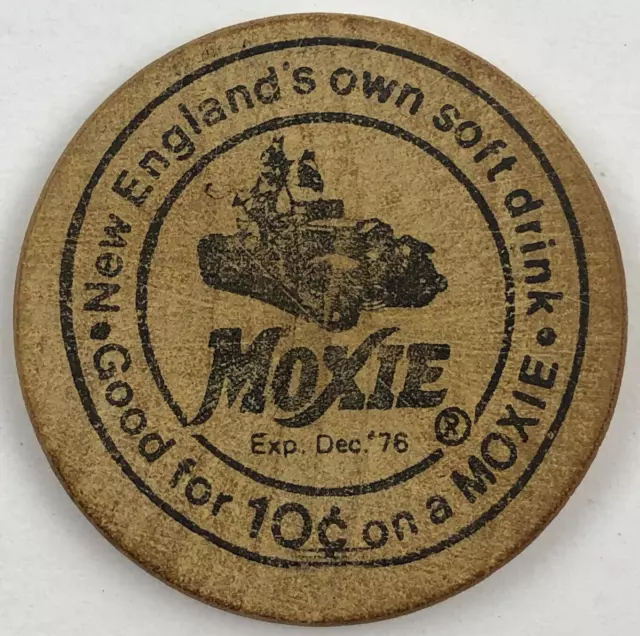 • New England's own soft drink •
MOXIE
Exp. Dec. '76
®
Good for 10¢ on a MOXIE